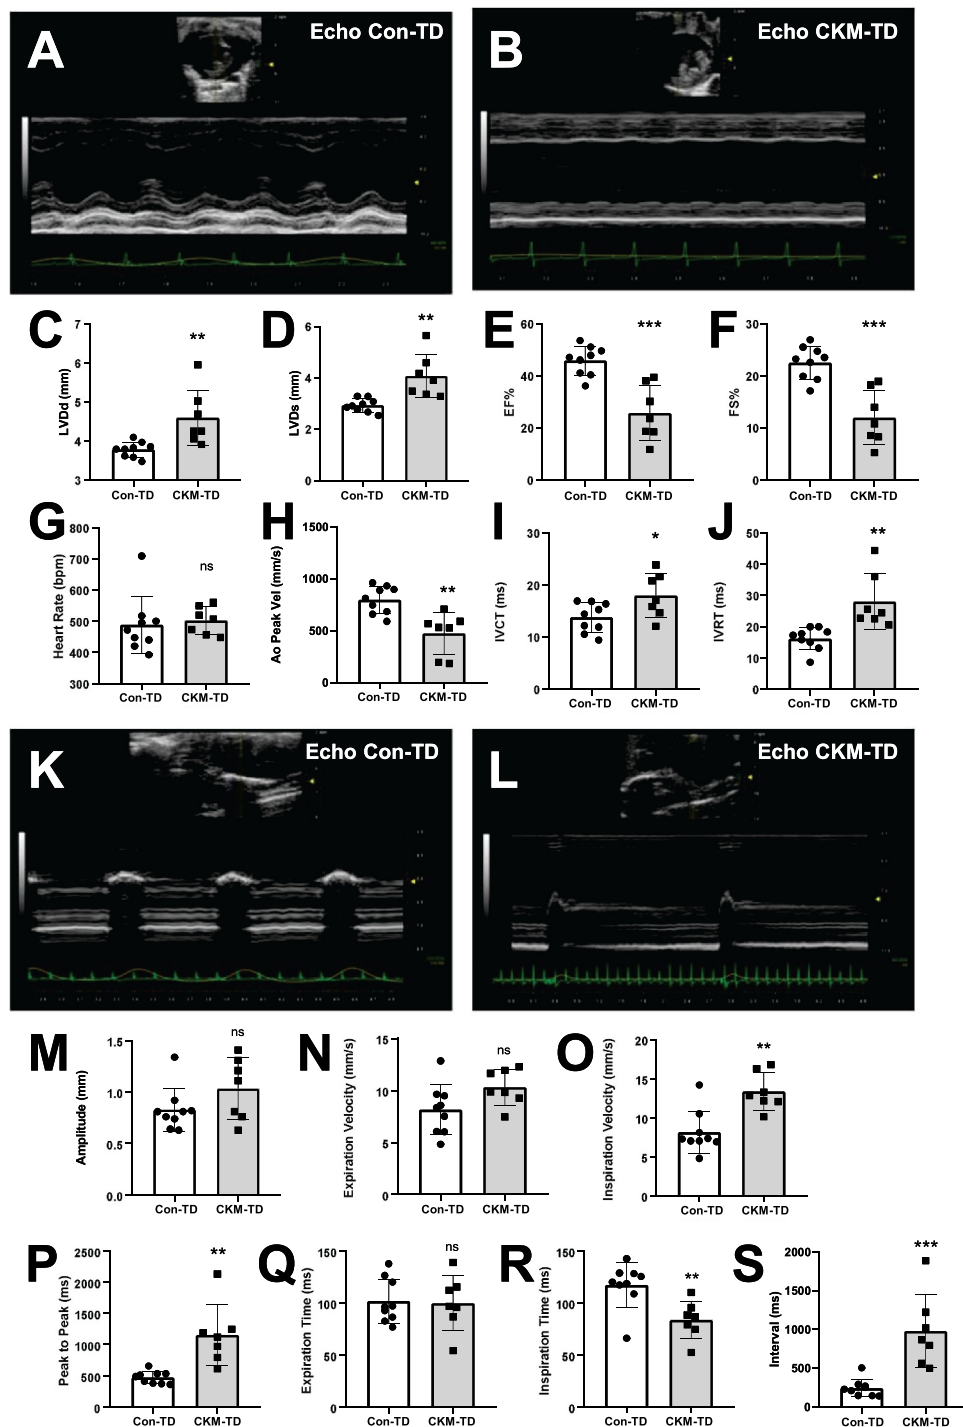 A
Echo Con-TD
B
Echo CKM-TD
C
LVDd (mm)
7
6
5
4
3
**
Con-TD
CKM-TD
D
LVDs (mm)
6
4
2
0
**
Con-TD
CKM-TD
E
EF%
60
40
20
0
***
Con-TD
CKM-TD
F
FS%
30
20
10
0
***
Con-TD
CKM-TD
G
Heart Rate (bpm)
800
700
600
500
400
300
ns
Con-TD
CKM-TD
H
Ao Peak Vel (mm/s)
1500
1000
500
0
**
Con-TD
CKM-TD
I
IVCT (ms)
30
20
10
0
*
Con-TD
CKM-TD
J
IVRT (ms)
50
40
30
20
10
0
**
Con-TD
CKM-TD
K
Echo Con-TD
L
Echo CKM-TD
M
Amplitude (mm)
1.5
1.0
0.5
0.0
ns
Con-TD
CKM-TD
N
Expiration Velocity (mm/s)
15
10
5
0
ns
Con-TD
CKM-TD
O
Inspiration Velocity (mm/s)
20
15
10
5
0
**
Con-TD
CKM-TD
P
Peak to Peak (ms)
2500
2000
1500
1000
500
0
**
Con-TD
CKM-TD
Q
Expiration Time (ms)
150
100
50
0
ns
Con-TD
CKM-TD
R
Inspiration Time (ms)
150
100
50
0
**
Con-TD
CKM-TD
S
Interval (ms)
2000
1500
1000
500
0
***
Con-TD
CKM-TD